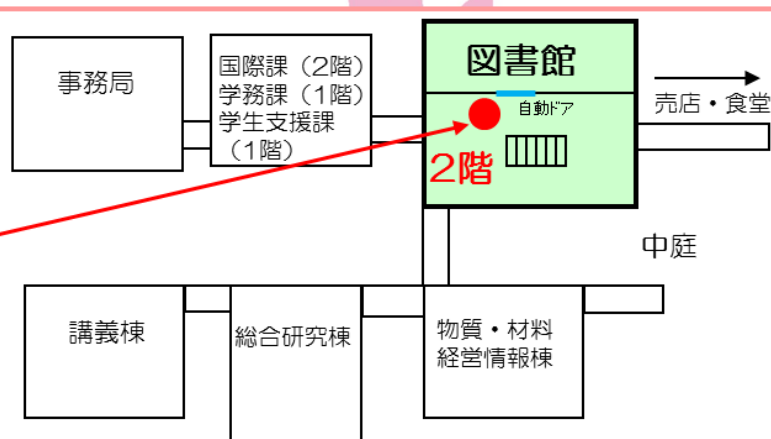 事務局
国際課（2階）
学務課（1階）
学生支援課
（1階）
図書館
自動ドア
2階
売店・食堂
中庭
講義棟
総合研究棟
物質・材料
経営情報棟